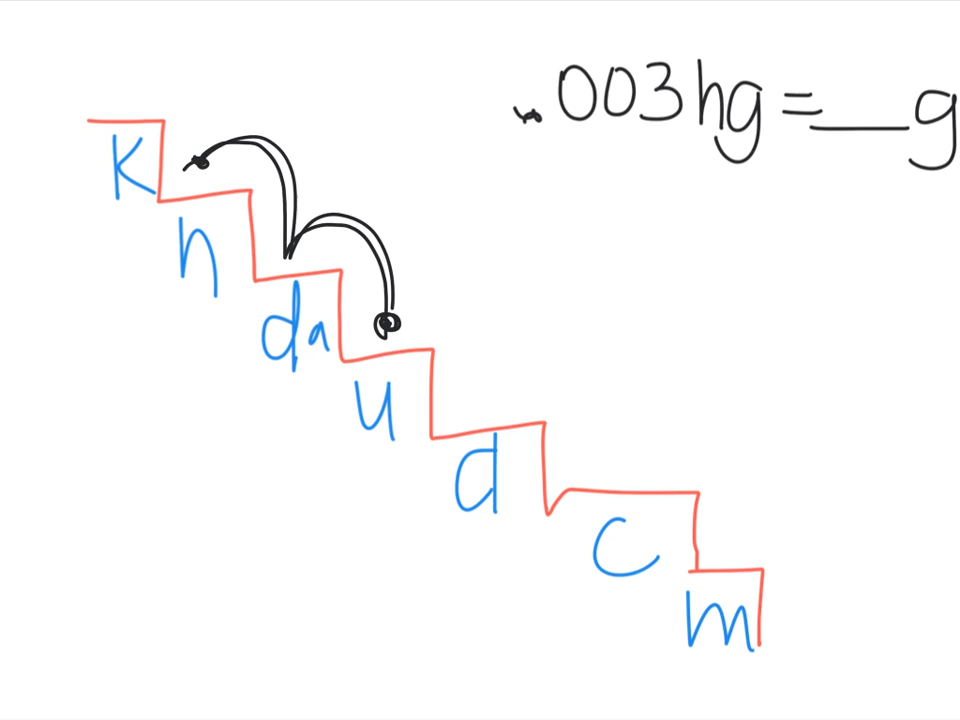 .003hg = ___g
K
h
da
u
d
c
m